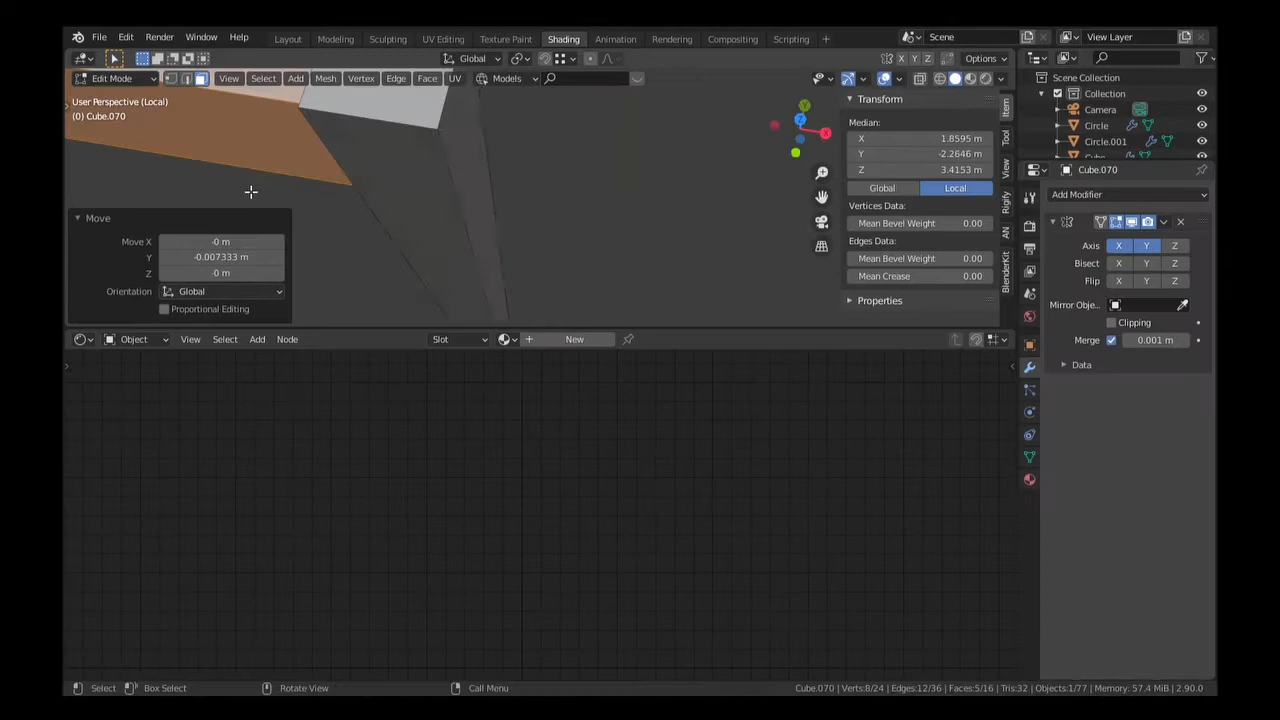 File Edit Render Window Help Layout Modeling Sculpting UV Editing Texture Paint Shading Animation Rendering Compositing Scripting + Scene View Layer
Global Options
Edit Mode View Select Add Mesh Vertex Edge Face UV Models
X Y Z
User Perspective (Local)
(0) Cube.070
Move
Move X -0 m
Y -0.007333 m
Z -0 m
Orientation Global
Proportional Editing
Y
Z
X
Transform
Median:
X 1.8595 m
Y -2.2646 m
Z 3.4153 m
Global Local
Vertices Data:
Mean Bevel Weight 0.00
Edges Data:
Mean Bevel Weight 0.00
Mean Crease 0.00
Properties
Item
Tool
View
Rigify
AN
BlenderKit
Scene Collection
Collection
Camera
Circle
Circle.001
Cube.070
Add Modifier
Axis X Y Z
Bisect X Y Z
Flip X Y Z
Mirror Obje...
Clipping
Merge 0.001 m
Data
Object View Select Add Node Slot New
Select Box Select Rotate View Call Menu Cube.070 | Verts:8/24 | Edges:12/36 | Faces:5/16 | Tris:32 | Objects:1/77 | Memory: 57.4 MiB | 2.90.0